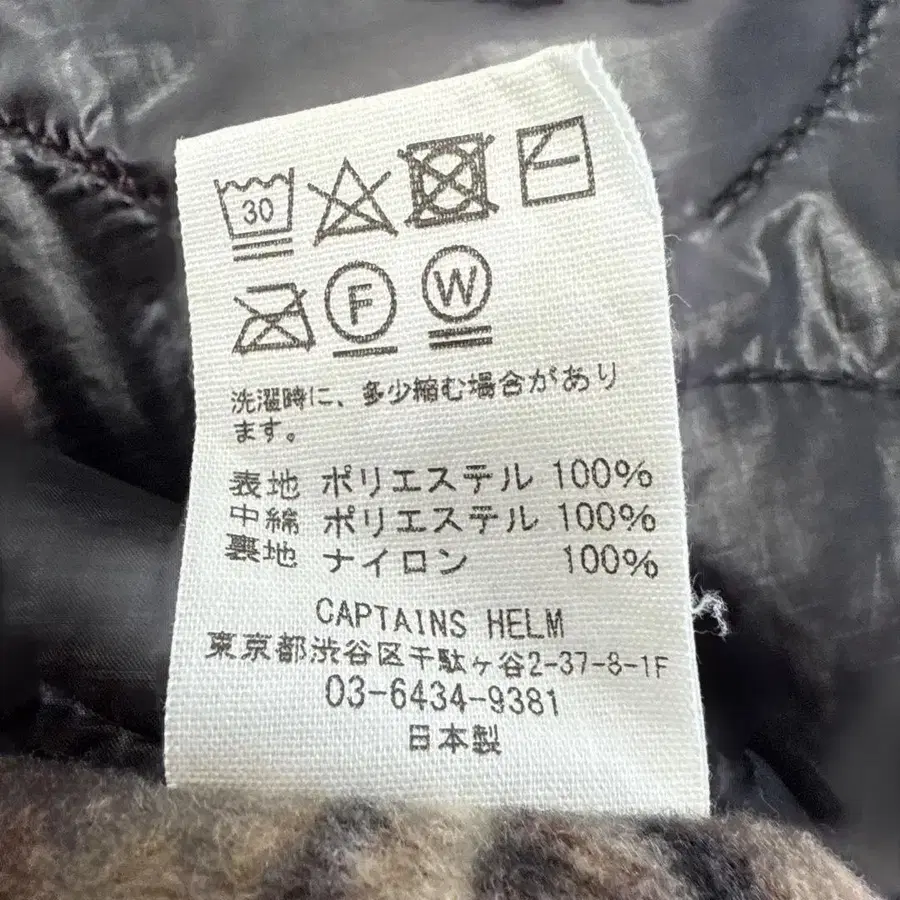 30
F W
洗濯時に、多少縮む場合があり
ます。
表地 ポリエステル 100%
中綿 ポリエステル 100%
裏地 ナイロン 100%
CAPTAINS HELM
東京都渋谷区千駄ヶ谷2-37-8-1F
03-6434-9381
日本製